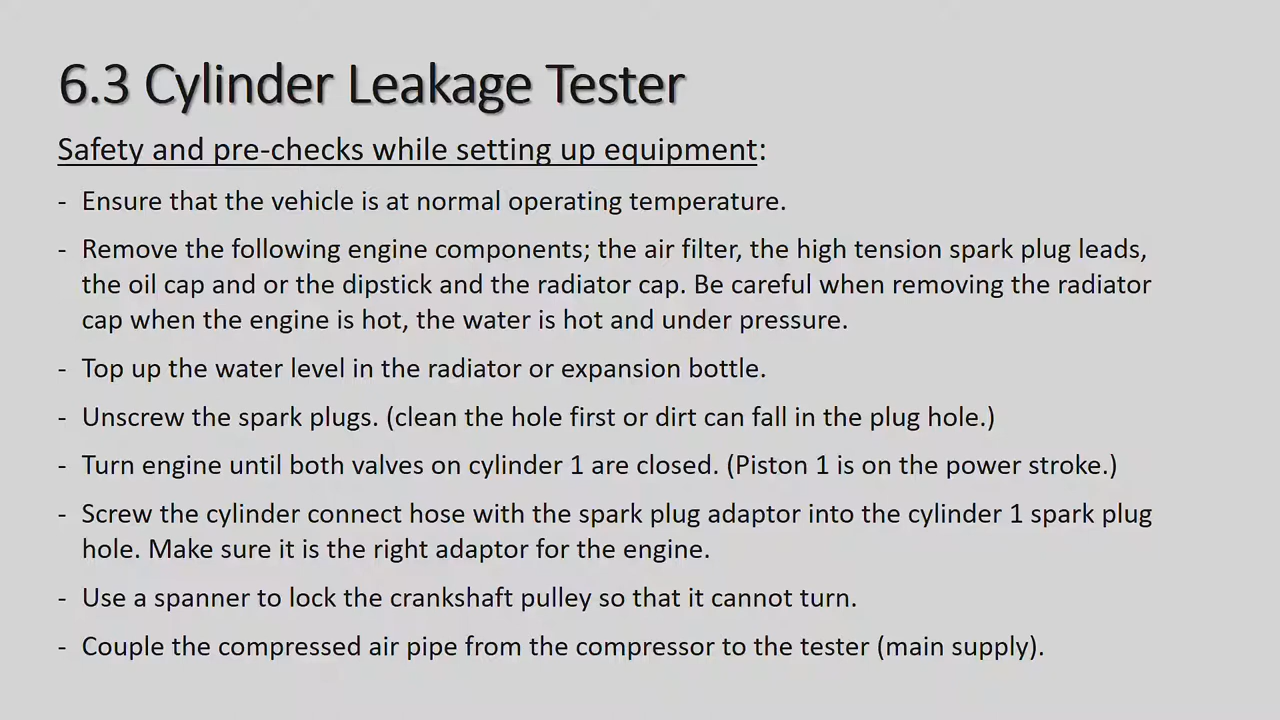 6.3 Cylinder Leakage Tester
Safety and pre-checks while setting up equipment:
- Ensure that the vehicle is at normal operating temperature.
- Remove the following engine components; the air filter, the high tension spark plug leads,
the oil cap and or the dipstick and the radiator cap. Be careful when removing the radiator
cap when the engine is hot, the water is hot and under pressure.
- Top up the water level in the radiator or expansion bottle.
- Unscrew the spark plugs. (clean the hole first or dirt can fall in the plug hole.)
- Turn engine until both valves on cylinder 1 are closed. (Piston 1 is on the power stroke.)
- Screw the cylinder connect hose with the spark plug adaptor into the cylinder 1 spark plug
hole. Make sure it is the right adaptor for the engine.
- Use a spanner to lock the crankshaft pulley so that it cannot turn.
- Couple the compressed air pipe from the compressor to the tester (main supply).